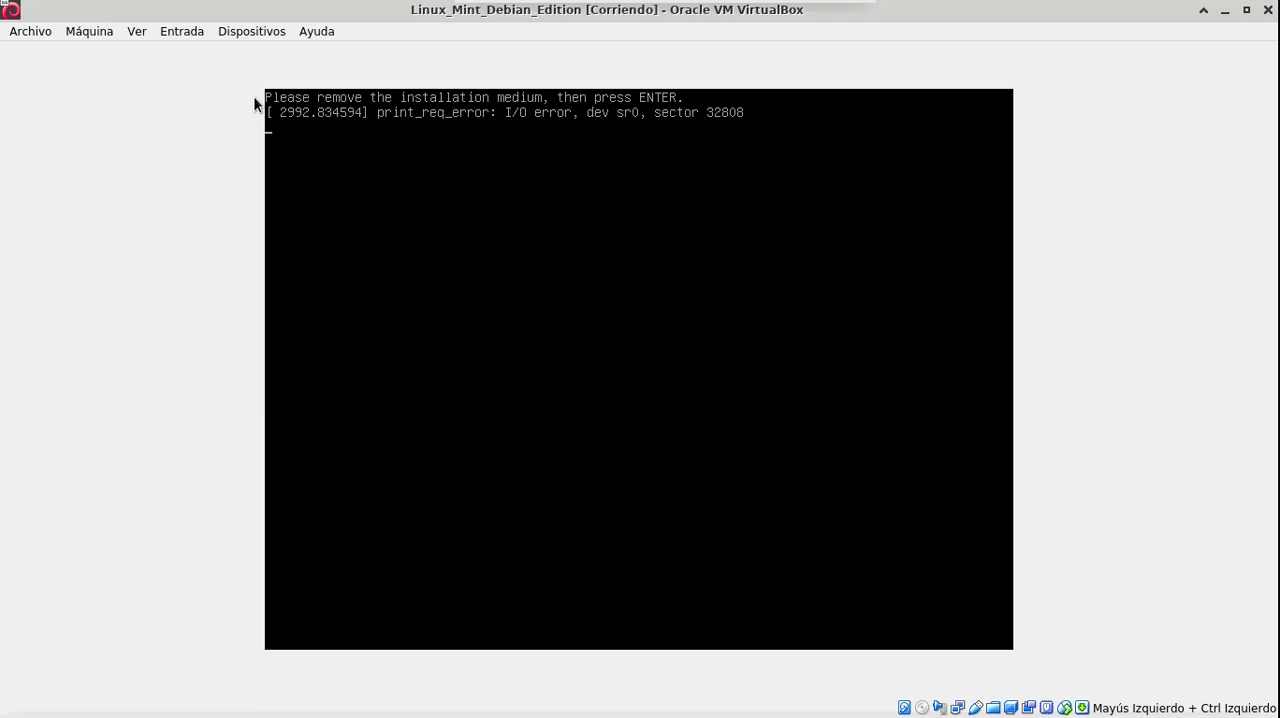 Linux_Mint_Debian_Edition [Corriendo] - Oracle VM VirtualBox
Archivo Máquina Ver Entrada Dispositivos Ayuda
Please remove the installation medium, then press ENTER.
[ 2992.834594] print_req_error: I/O error, dev sr0, sector 32808
Mayús Izquierdo + Ctrl Izquierdo